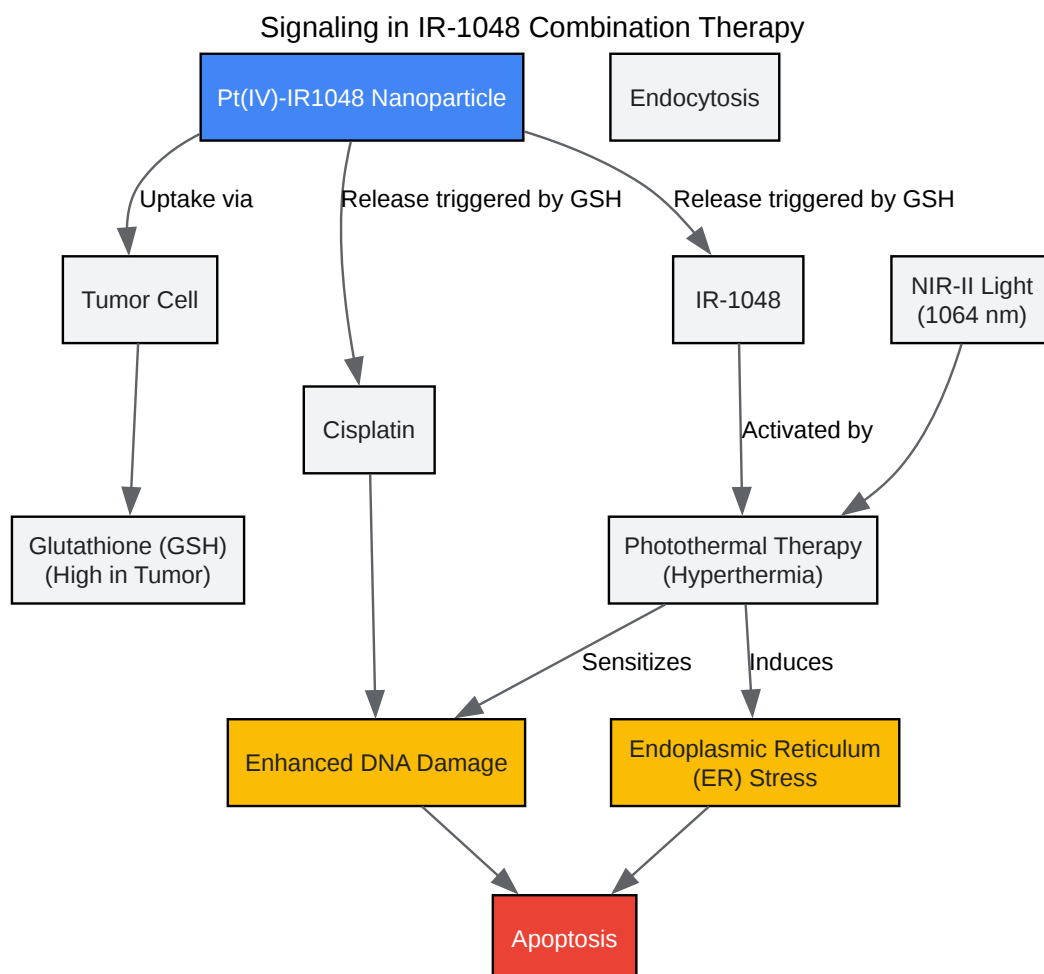 Signaling in IR-1048 Combination Therapy
Pt(IV)-IR1048 Nanoparticle
Endocytosis
Uptake via
Release triggered by GSH
Release triggered by GSH
Tumor Cell
IR-1048
NIR-II Light
(1064 nm)
Cisplatin
Activated by
Glutathione (GSH)
(High in Tumor)
Photothermal Therapy
(Hyperthermia)
Sensitizes
Induces
Enhanced DNA Damage
Endoplasmic Reticulum
(ER) Stress
Apoptosis